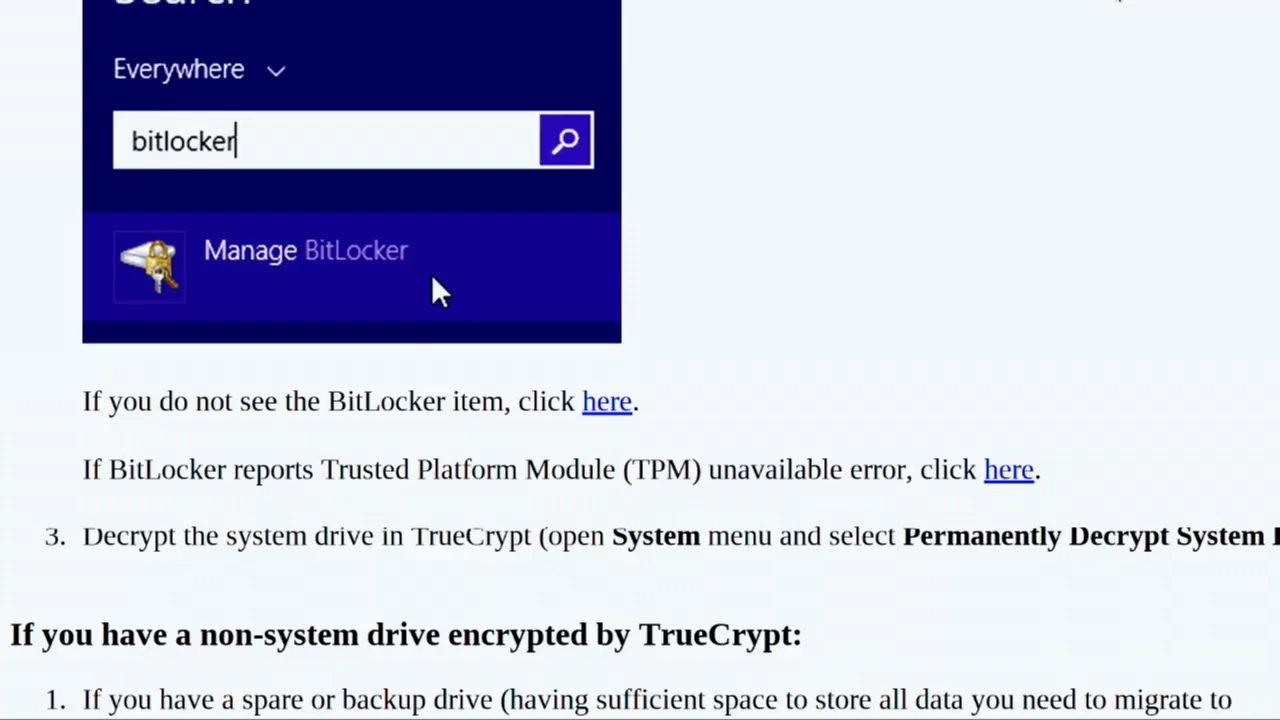 Everywhere
bitlocker
Manage BitLocker
If you do not see the BitLocker item, click here.
If BitLocker reports Trusted Platform Module (TPM) unavailable error, click here.
3. Decrypt the system drive in TrueCrypt (open System menu and select Permanently Decrypt System
If you have a non-system drive encrypted by TrueCrypt:
1. If you have a spare or backup drive (having sufficient space to store all data you need to migrate to